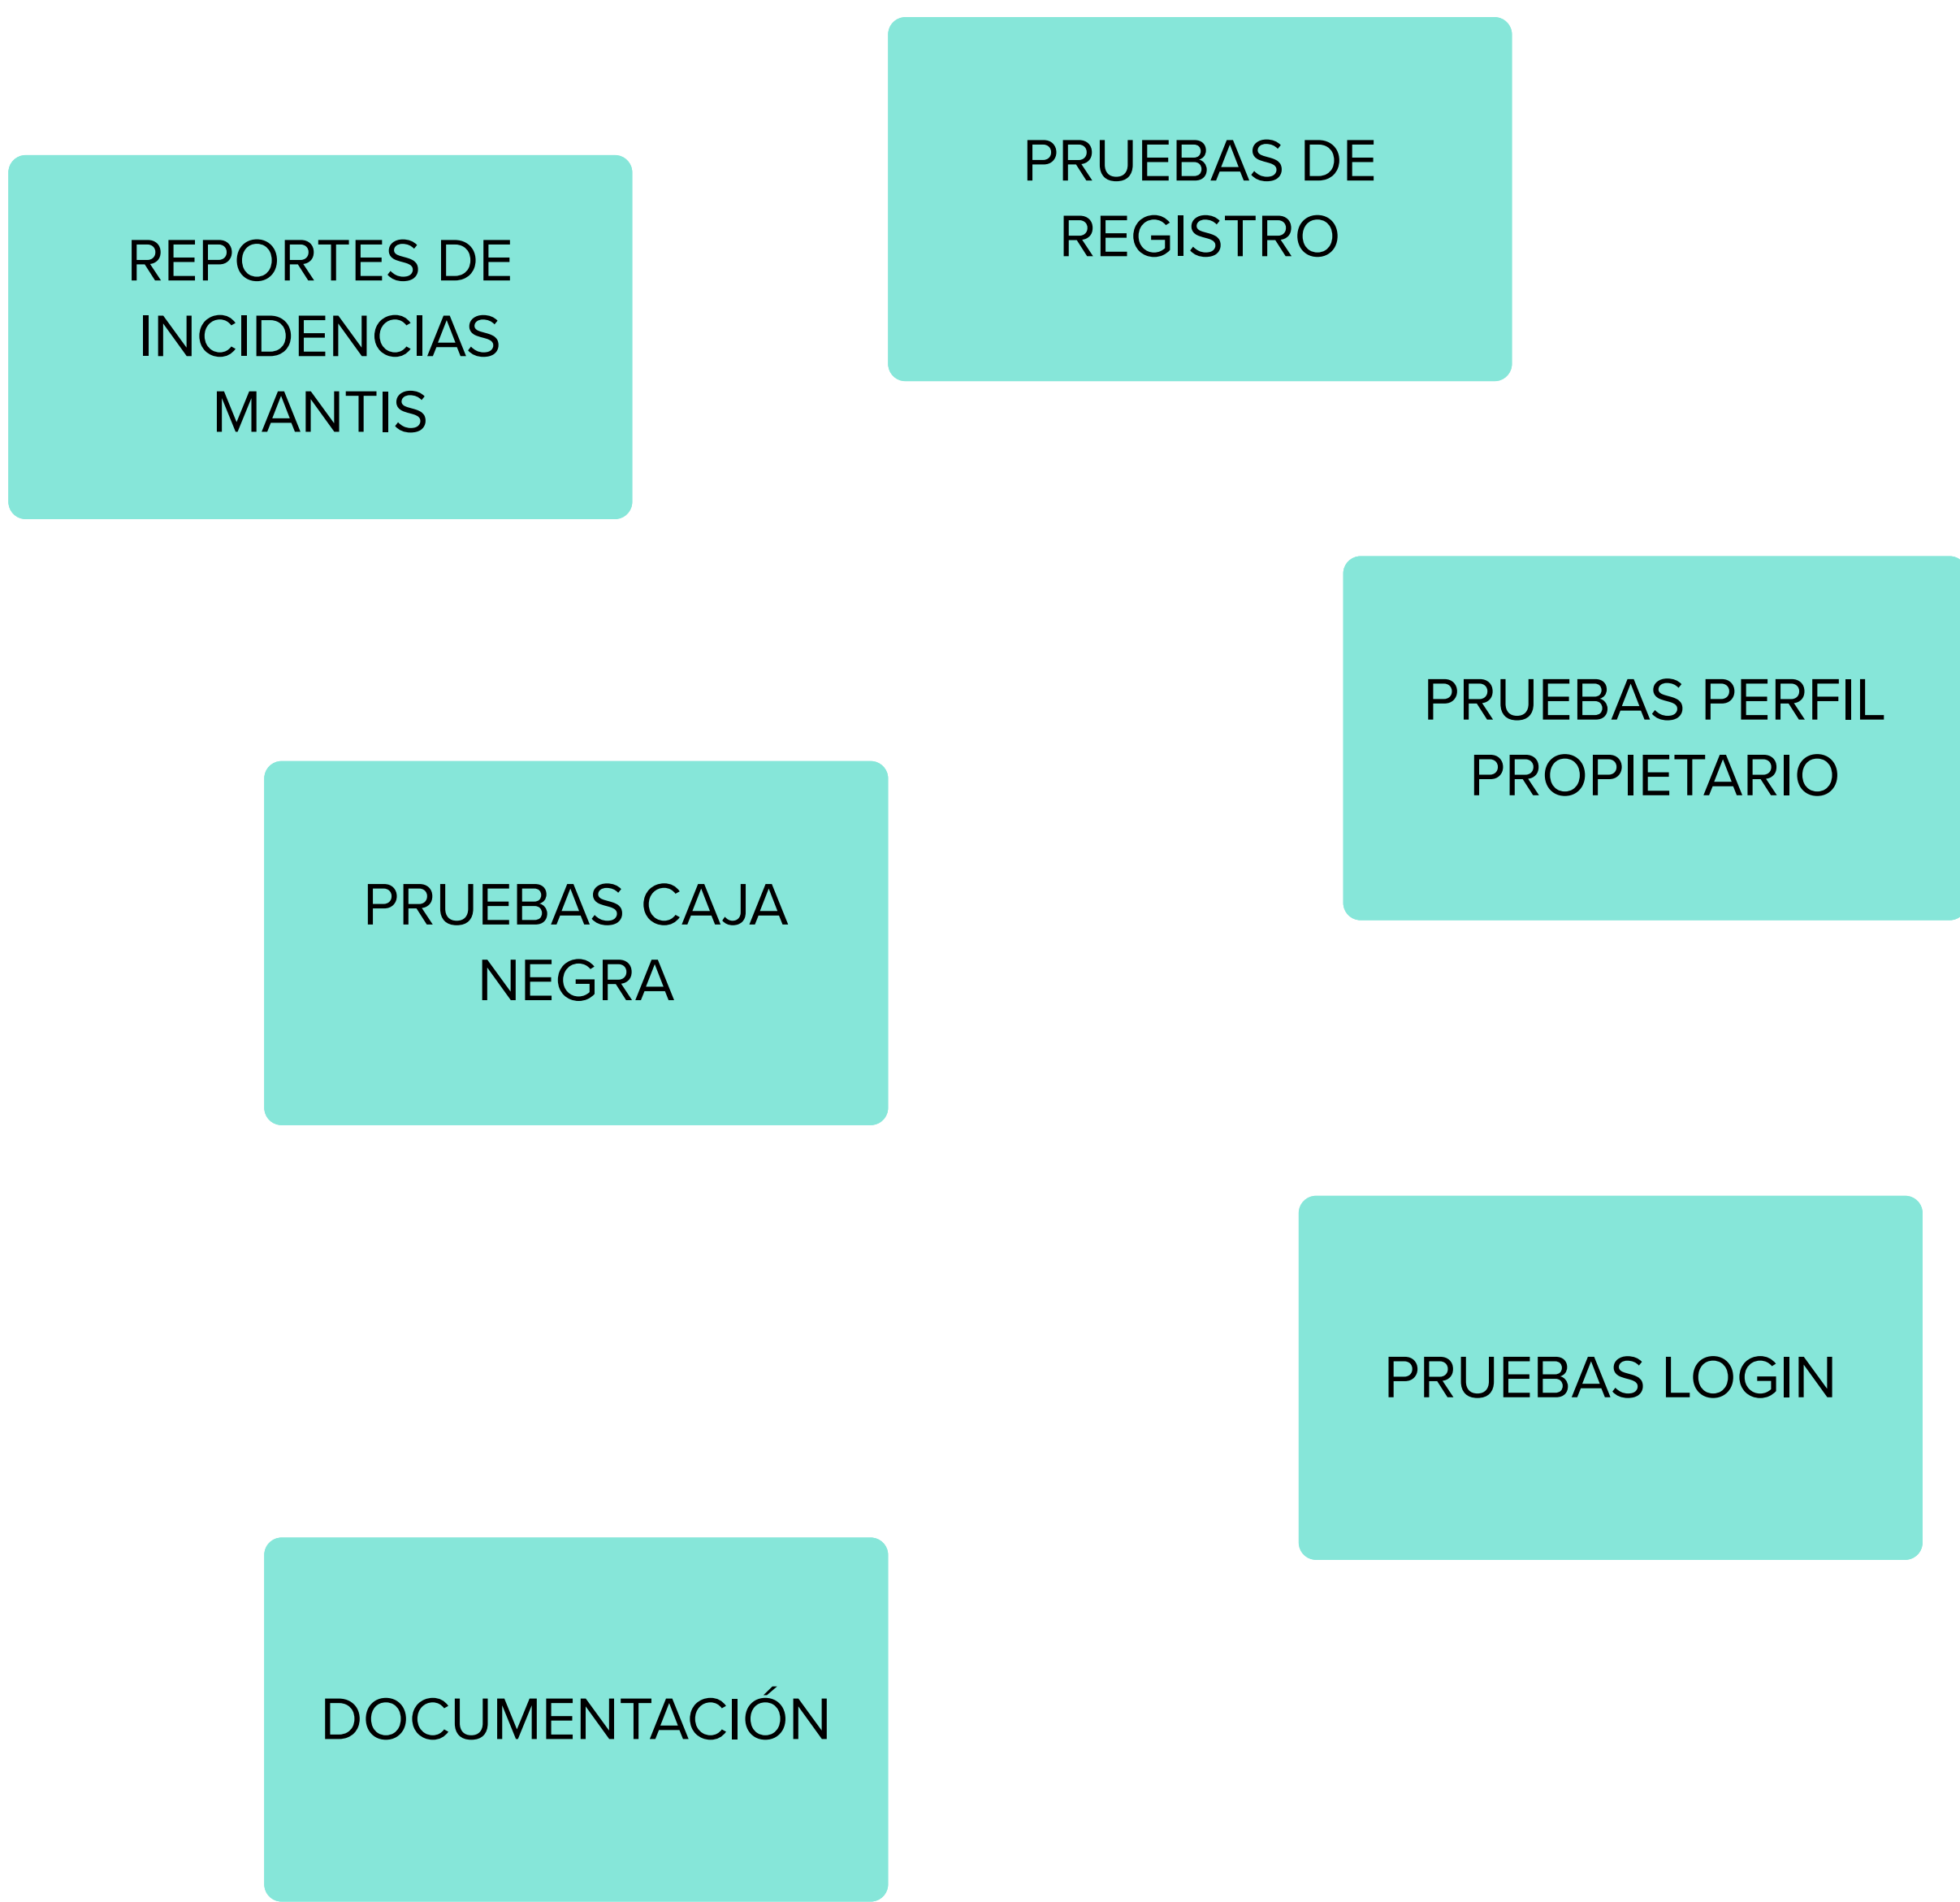 PRUEBAS DE
REGISTRO
REPORTES DE
INCIDENCIAS
MANTIS
PRUEBAS PERFIL
PROPIETARIO
PRUEBAS CAJA
NEGRA
PRUEBAS LOGIN
DOCUMENTACIÓN